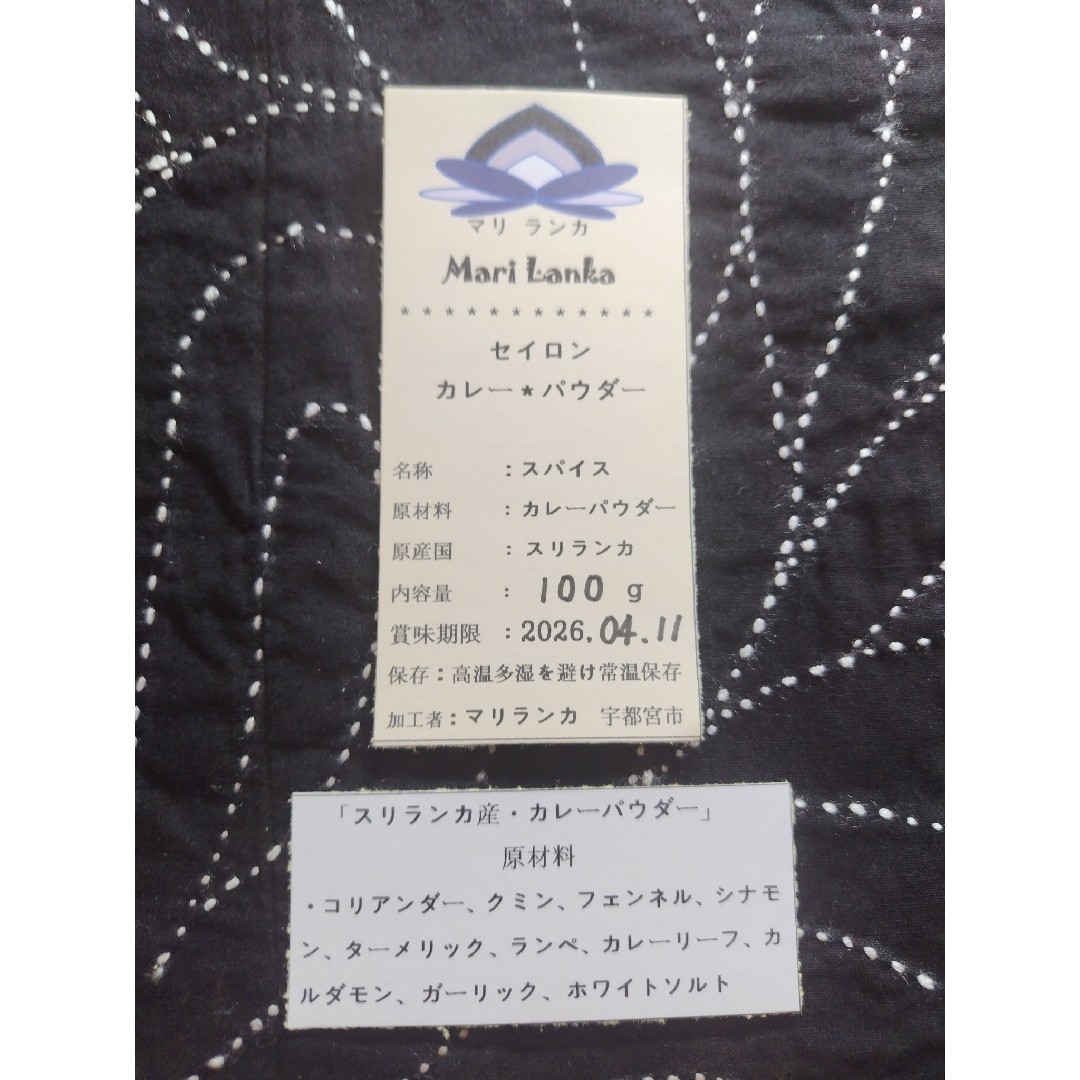 マリ ランカ
Mari Lanka
* * * * * * * * * * * *
セイロン
カレー★パウダー
名称 ：スパイス
原材料 ：カレーパウダー
原産国 ：スリランカ
内容量 ：100 g
賞味期限 ：2026.04.11
保存：高温多湿を避け常温保存
加工者：マリランカ 宇都宮市
「スリランカ産・カレーパウダー」
原材料
・コリアンダー、クミン、フェンネル、シナモ
ン、ターメリック、ランペ、カレーリーフ、カ
ルダモン、ガーリック、ホワイトソルト